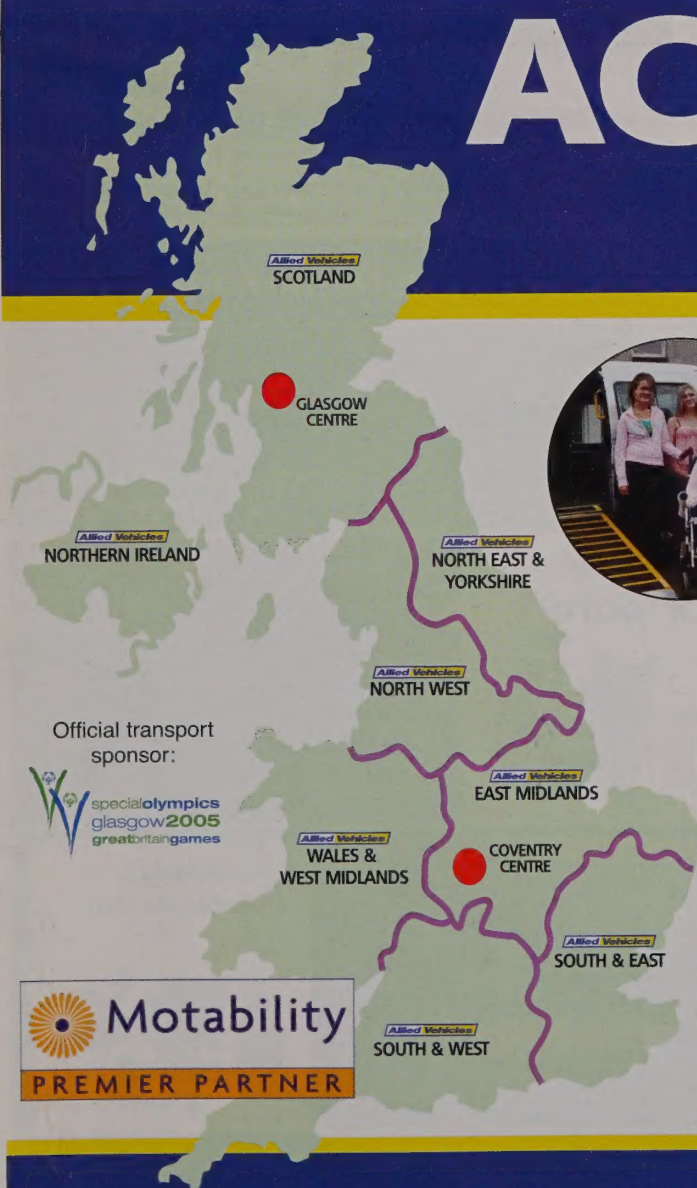 AC
Allied Vehicles
SCOTLAND
GLASGOW
CENTRE
Allied Vehicles
NORTHERN IRELAND
Allied Vehicles
NORTH EAST &
YORKSHIRE
Allied Vehicles
NORTH WEST
Official transport
sponsor:
specialolympics
glasgow2005
greatbritaingames
Allied Vehicles
EAST MIDLANDS
Allied Vehicles
WALES &
WEST MIDLANDS
COVENTRY
CENTRE
Allied Vehicles
SOUTH & EAST
Motability
PREMIER PARTNER
Allied Vehicles
SOUTH & WEST